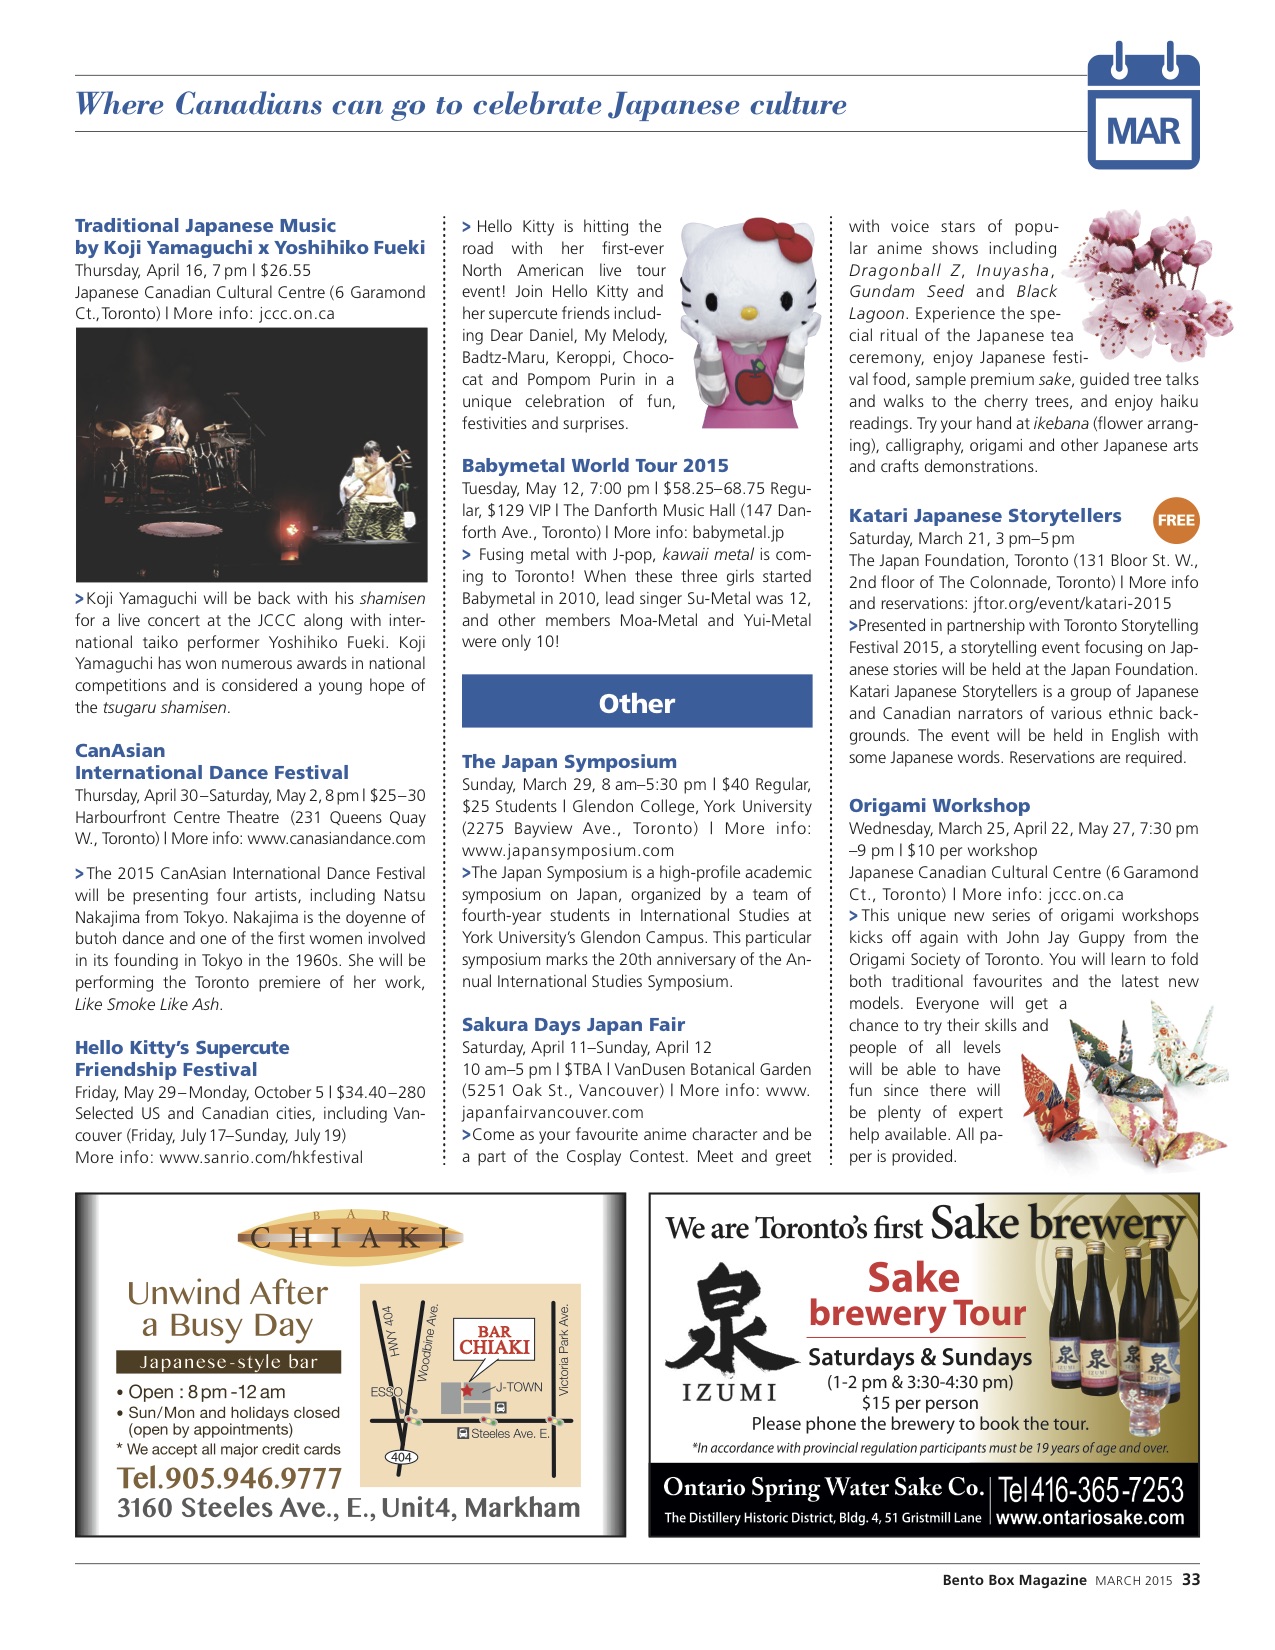 Where Canadians can go to celebrate Japanese culture
MAR
Traditional Japanese Music
by Koji Yamaguchi x Yoshihiko Fueki
Thursday, April 16, 7 pm l $26.55
Japanese Canadian Cultural Centre (6 Garamond
Ct., Toronto) l More info: jccc.on.ca
>Koji Yamaguchi will be back with his shamisen
for a live concert at the JCCC along with inter-
national taiko performer Yoshihiko Fueki. Koji
Yamaguchi has won numerous awards in national
competitions and is considered a young hope of
the tsugaru shamisen.
CanAsian
International Dance Festival
Thursday, April 30–Saturday, May 2, 8 pm l $25–30
Harbourfront Centre Theatre (231 Queens Quay
W., Toronto) l More info: www.canasiandance.com
>The 2015 CanAsian International Dance Festival
will be presenting four artists, including Natsu
Nakajima from Tokyo. Nakajima is the doyenne of
butoh dance and one of the first women involved
in its founding in Tokyo in the 1960s. She will be
performing the Toronto premiere of her work,
Like Smoke Like Ash.
Hello Kitty's Supercute
Friendship Festival
Friday, May 29–Monday, October 5 l $34.40–280
Selected US and Canadian cities, including Van-
couver (Friday, July 17–Sunday, July 19)
More info: www.sanrio.com/hkfestival
> Hello Kitty is hitting the
road with her first-ever
North American live tour
event! Join Hello Kitty and
her supercute friends includ-
ing Dear Daniel, My Melody,
Badtz-Maru, Keroppi, Choco-
cat and Pompom Purin in a
unique celebration of fun,
festivities and surprises.
Babymetal World Tour 2015
Tuesday, May 12, 7:00 pm l $58.25–68.75 Regu-
lar, $129 VIP l The Danforth Music Hall (147 Dan-
forth Ave., Toronto) l More info: babymetal.jp
> Fusing metal with J-pop, kawaii metal is com-
ing to Toronto! When these three girls started
Babymetal in 2010, lead singer Su-Metal was 12,
and other members Moa-Metal and Yui-Metal
were only 10!
Other
The Japan Symposium
Sunday, March 29, 8 am–5:30 pm l $40 Regular,
$25 Students l Glendon College, York University
(2275 Bayview Ave., Toronto) l More info:
www.japansymposium.com
>The Japan Symposium is a high-profile academic
symposium on Japan, organized by a team of
fourth-year students in International Studies at
York University's Glendon Campus. This particular
symposium marks the 20th anniversary of the An-
nual International Studies Symposium.
Sakura Days Japan Fair
Saturday, April 11–Sunday, April 12
10 am–5 pm l $TBA l VanDusen Botanical Garden
(5251 Oak St., Vancouver) l More info: www.
japanfairvancouver.com
>Come as your favourite anime character and be
a part of the Cosplay Contest. Meet and greet
with voice stars of popu-
lar anime shows including
Dragonball Z, Inuyasha,
Gundam Seed and Black
Lagoon. Experience the spe-
cial ritual of the Japanese tea
ceremony, enjoy Japanese festi-
val food, sample premium sake, guided tree talks
and walks to the cherry trees, and enjoy haiku
readings. Try your hand at ikebana (flower arrang-
ing), calligraphy, origami and other Japanese arts
and crafts demonstrations.
Katari Japanese Storytellers
FREE
Saturday, March 21, 3 pm–5 pm
The Japan Foundation, Toronto (131 Bloor St. W.,
2nd floor of The Colonnade, Toronto) l More info
and reservations: jftor.org/event/katari-2015
>Presented in partnership with Toronto Storytelling
Festival 2015, a storytelling event focusing on Jap-
anese stories will be held at the Japan Foundation.
Katari Japanese Storytellers is a group of Japanese
and Canadian narrators of various ethnic back-
grounds. The event will be held in English with
some Japanese words. Reservations are required.
Origami Workshop
Wednesday, March 25, April 22, May 27, 7:30 pm
–9 pm l $10 per workshop
Japanese Canadian Cultural Centre (6 Garamond
Ct., Toronto) l More info: jccc.on.ca
> This unique new series of origami workshops
kicks off again with John Jay Guppy from the
Origami Society of Toronto. You will learn to fold
both traditional favourites and the latest new
models. Everyone will get a
chance to try their skills and
people of all levels
will be able to have
fun since there will
be plenty of expert
help available. All pa-
per is provided.
BAR
CHIAKI
Unwind After
a Busy Day
Japanese-style bar
• Open : 8 pm -12 am
• Sun/Mon and holidays closed
(open by appointments)
* We accept all major credit cards
Tel.905.946.9777
3160 Steeles Ave., E., Unit4, Markham
HWY 404
Woodbine Ave.
BAR
CHIAKI
Victoria Park Ave.
ESSO
J-TOWN
Steeles Ave. E.
404
We are Toronto's first Sake brewery
泉
IZUMI
Sake
brewery Tour
Saturdays & Sundays
(1-2 pm & 3:30-4:30 pm)
$15 per person
Please phone the brewery to book the tour.
*In accordance with provincial regulation participants must be 19 years of age and over.
泉
泉
泉
泉
Ontario Spring Water Sake Co.
The Distillery Historic District, Bldg. 4, 51 Gristmill Lane
Tel 416-365-7253
www.ontariosake.com
Bento Box Magazine MARCH 2015 33